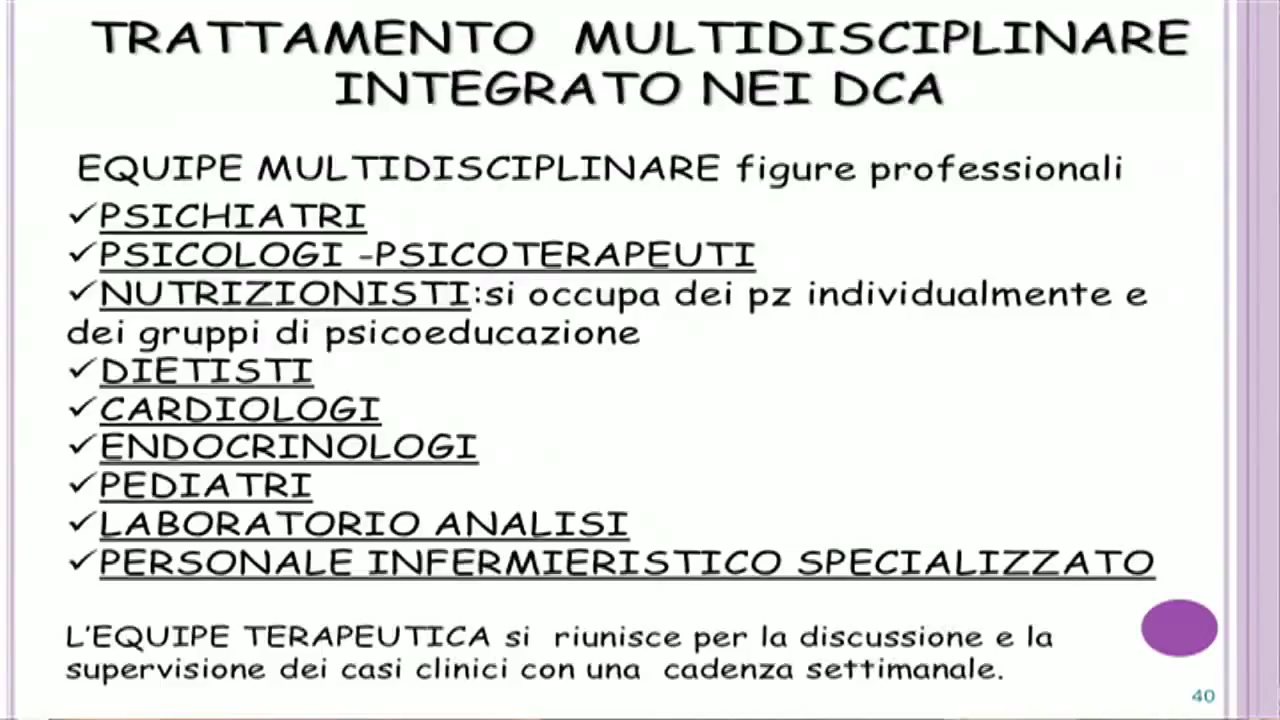 TRATTAMENTO MULTIDISCIPLINARE
INTEGRATO NEI DCA
EQUIPE MULTIDISCIPLINARE figure professionali
✓PSICHIATRI
✓PSICOLOGI -PSICOTERAPEUTI
✓NUTRIZIONISTI:si occupa dei pz individualmente e
dei gruppi di psicoeducazione
✓DIETISTI
✓CARDIOLOGI
✓ENDOCRINOLOGI
✓PEDIATRI
✓LABORATORIO ANALISI
✓PERSONALE INFERMIERISTICO SPECIALIZZATO
L'EQUIPE TERAPEUTICA si riunisce per la discussione e la
supervisione dei casi clinici con una cadenza settimanale.
40